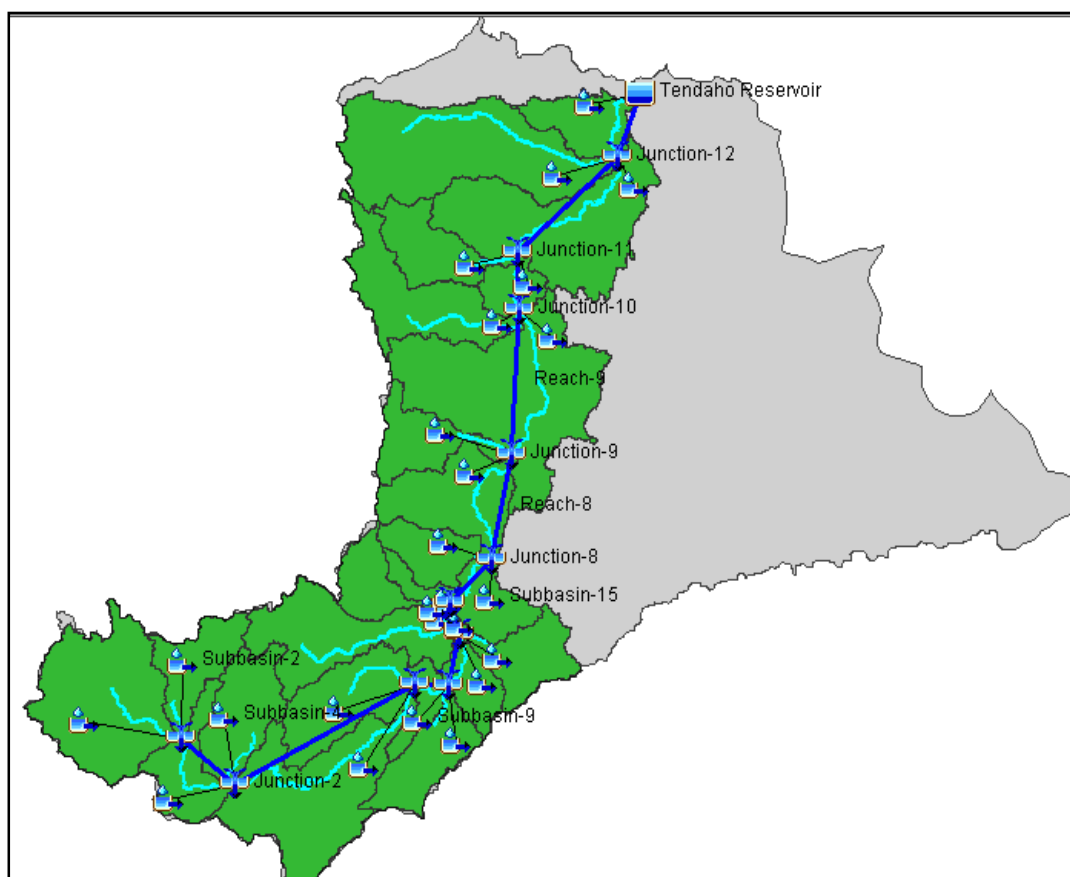 Tendaho Reservoir
Junction-12
Junction-11
Junction-10
Reach-9
Junction-9
Reach-8
Junction-8
Subbasin-15
Subbasin-2
Subbasin-4
Subbasin-9
Junction-2